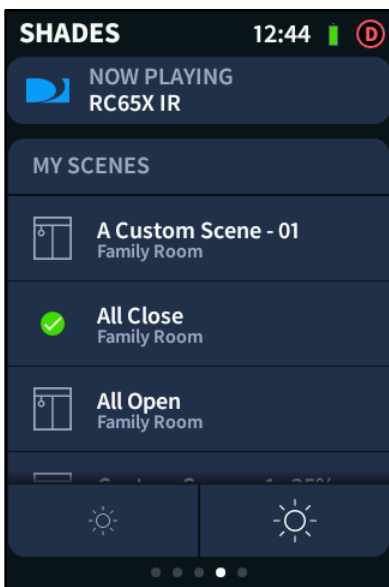 SHADES 12:44 D
NOW PLAYING
RC65X IR
MY SCENES
A Custom Scene - 01
Family Room
All Close
Family Room
All Open
Family Room